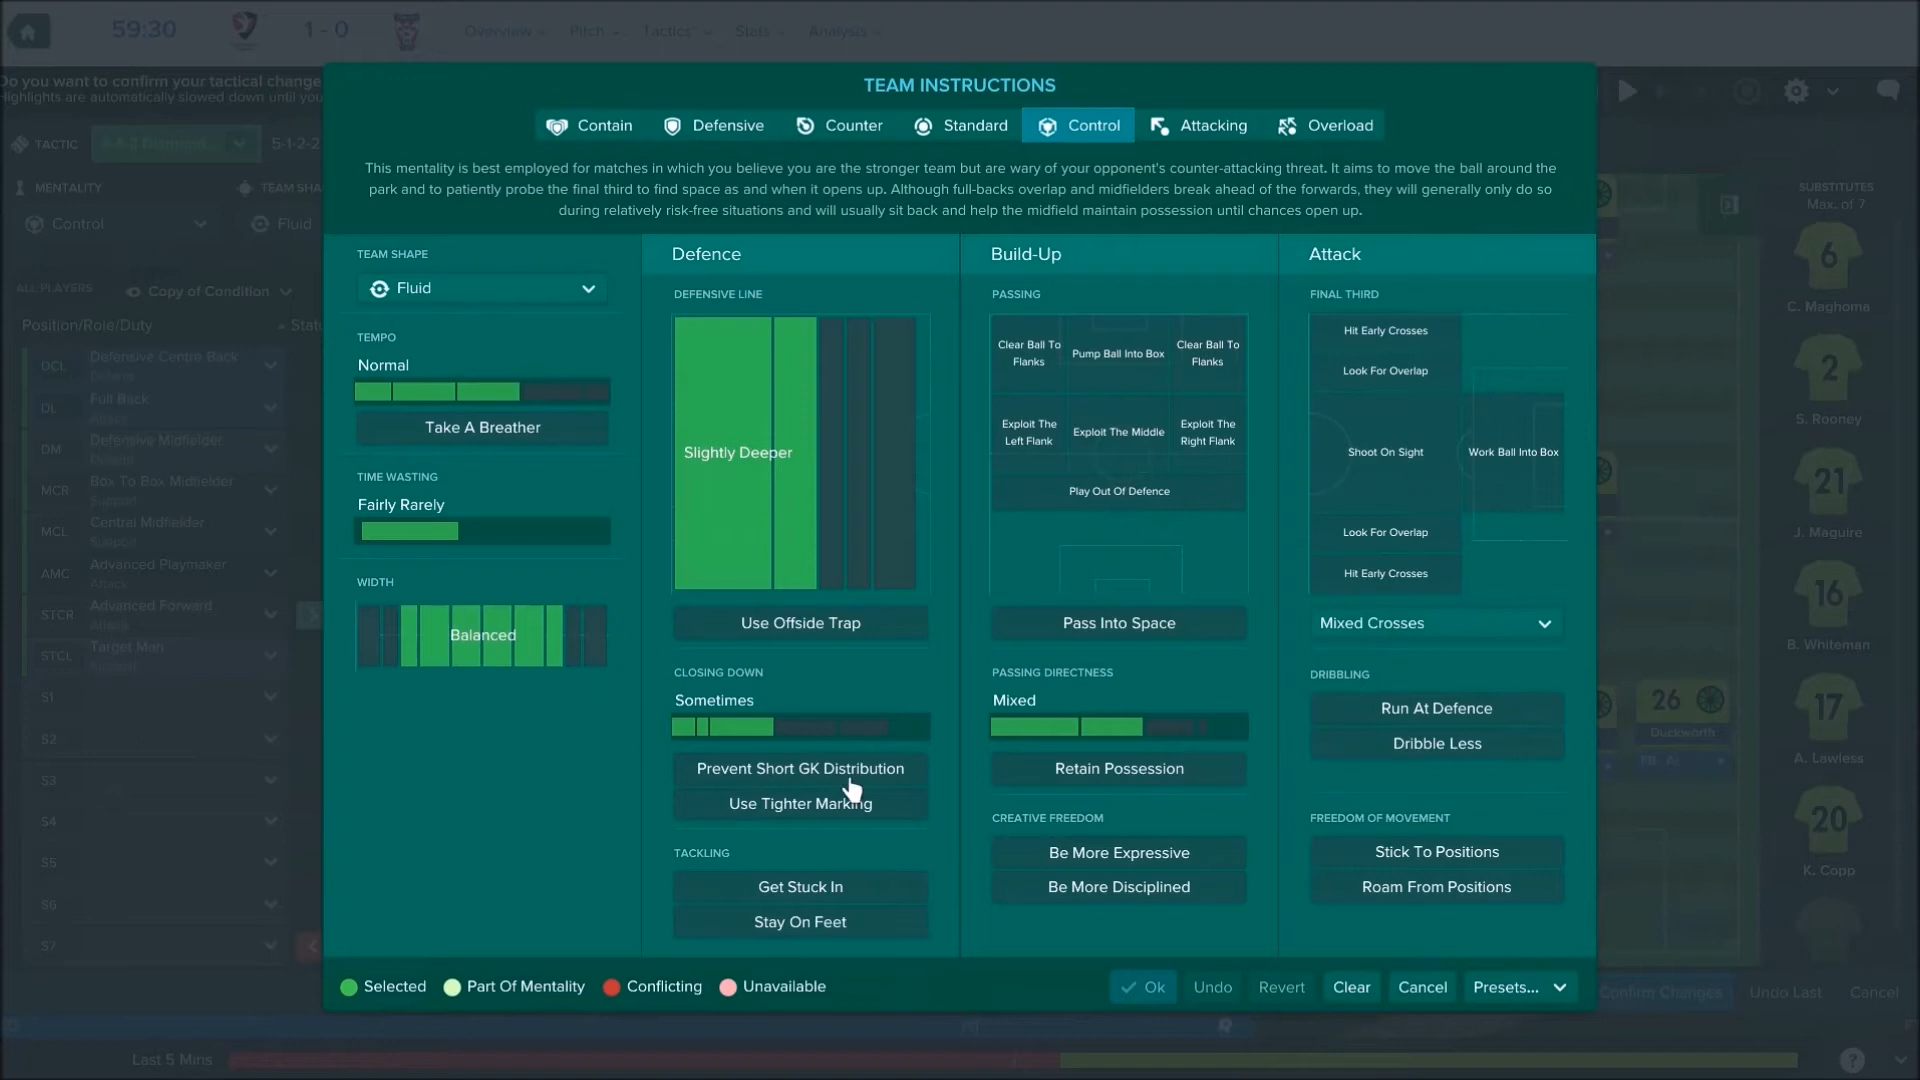 59:30
1 - 0
Overview
Pitch
Tactics
Stats
Analysis
Do you want to confirm your tactical change
Highlights are automatically slowed down until you
TEAM INSTRUCTIONS
Contain
Defensive
Counter
Standard
Control
Attacking
Overload
This mentality is best employed for matches in which you believe you are the stronger team but are wary of your opponent's counter-attacking threat. It aims to move the ball around the
park and to patiently probe the final third to find space as and when it opens up. Although full-backs overlap and midfielders break ahead of the forwards, they will generally only do so
during relatively risk-free situations and will usually sit back and help the midfield maintain possession until chances open up.
TACTIC
5-1-2-2
MENTALITY
TEAM SHA
Control
Fluid
ALL PLAYERS
Copy of Condition
Position/Role/Duty
Statu
DCL
Defensive Centre Back
Defend
DL
Full Back
Attack
DM
Defensive Midfielder
Defend
MCR
Box To Box Midfielder
Support
MCL
Central Midfielder
Support
AMC
Advanced Playmaker
Attack
STCR
Advanced Forward
Attack
STCL
Target Man
Support
S1
S2
S3
S4
S5
S6
S7
TEAM SHAPE
Fluid
TEMPO
Normal
Take A Breather
TIME WASTING
Fairly Rarely
WIDTH
Balanced
Defence
DEFENSIVE LINE
Slightly Deeper
Use Offside Trap
CLOSING DOWN
Sometimes
Prevent Short GK Distribution
Use Tighter Marking
TACKLING
Get Stuck In
Stay On Feet
Build-Up
PASSING
Clear Ball To
Flanks
Pump Ball Into Box
Clear Ball To
Flanks
Exploit The
Left Flank
Exploit The Middle
Exploit The
Right Flank
Play Out Of Defence
Pass Into Space
PASSING DIRECTNESS
Mixed
Retain Possession
CREATIVE FREEDOM
Be More Expressive
Be More Disciplined
Attack
FINAL THIRD
Hit Early Crosses
Look For Overlap
Shoot On Sight
Work Ball Into Box
Look For Overlap
Hit Early Crosses
Mixed Crosses
DRIBBLING
Run At Defence
Dribble Less
FREEDOM OF MOVEMENT
Stick To Positions
Roam From Positions
SUBSTITUTES
Max. of 7
6
C. Maghoma
2
S. Rooney
21
J. Maguire
16
B. Whiteman
17
A. Lawless
20
K. Copp
26
Duckworth
Selected
Part Of Mentality
Conflicting
Unavailable
Ok
Undo
Revert
Clear
Cancel
Presets...
Confirm Changes
Undo Last
Cancel
Last 5 Mins
?